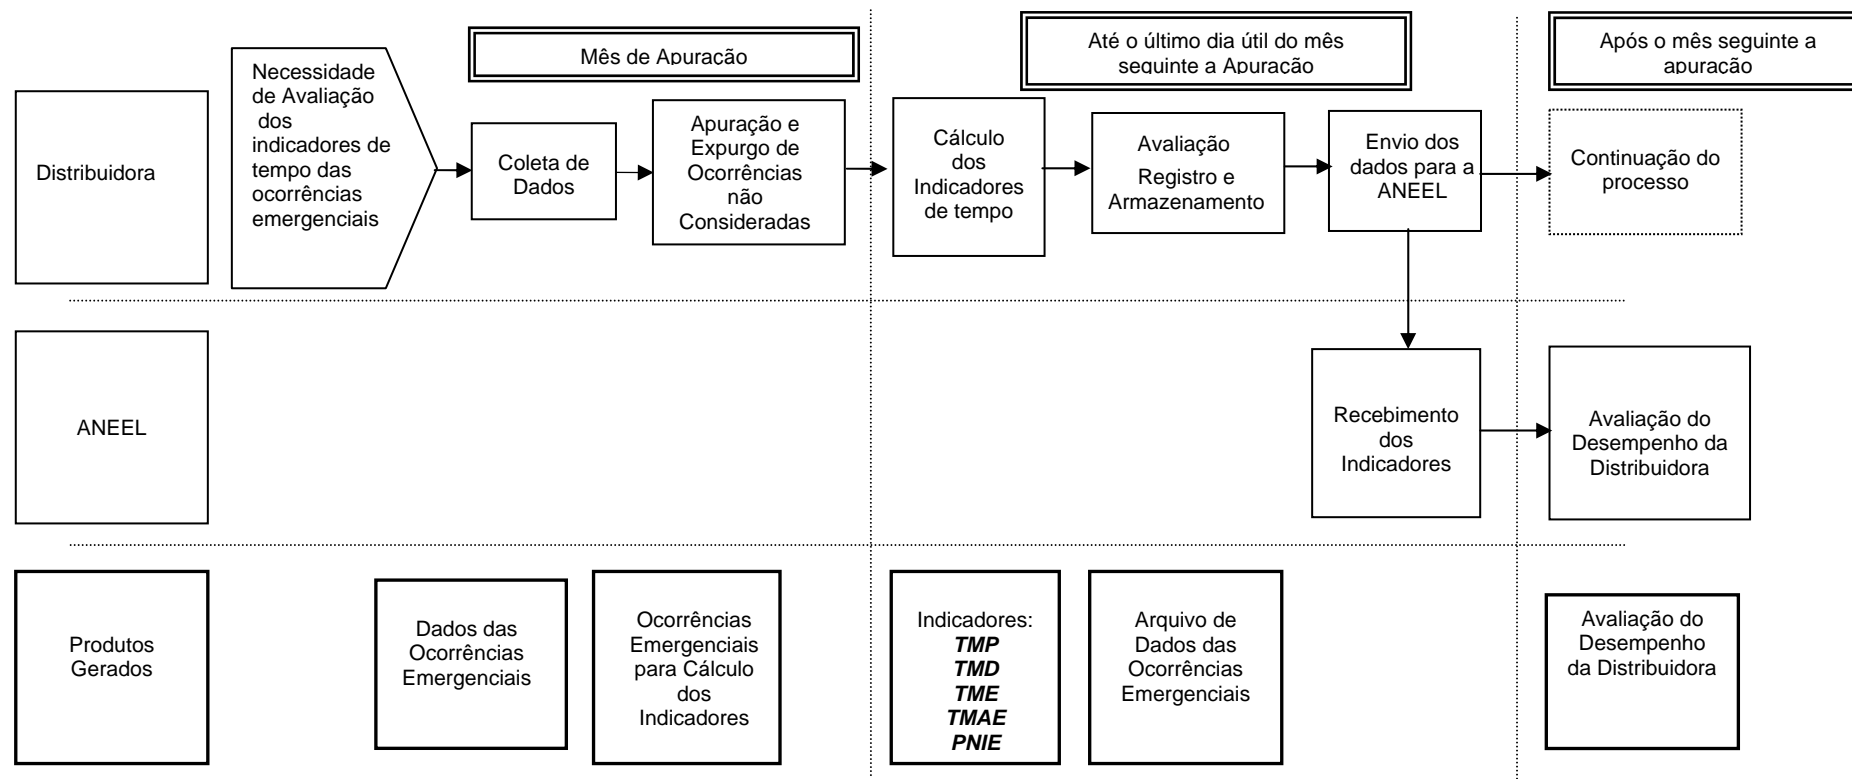 Mês de Apuração
Até o último dia útil do mês
seguinte a Apuração
Após o mês seguinte a
apuração
Distribuidora
Necessidade
de Avaliação
dos
indicadores de
tempo das
ocorrências
emergenciais
Coleta de
Dados
Apuração e
Expurgo de
Ocorrências
não
Consideradas
Cálculo
dos
Indicadores
de tempo
Avaliação
Registro e
Armazenamento
Envio dos
dados para a
ANEEL
Continuação do
processo
ANEEL
Recebimento
dos
Indicadores
Avaliação do
Desempenho da
Distribuidora
Produtos
Gerados
Dados das
Ocorrências
Emergenciais
Ocorrências
Emergenciais
para Cálculo
dos
Indicadores
Indicadores:
TMP
TMD
TME
TMAE
PNIE
Arquivo de
Dados das
Ocorrências
Emergenciais
Avaliação do
Desempenho
da Distribuidora